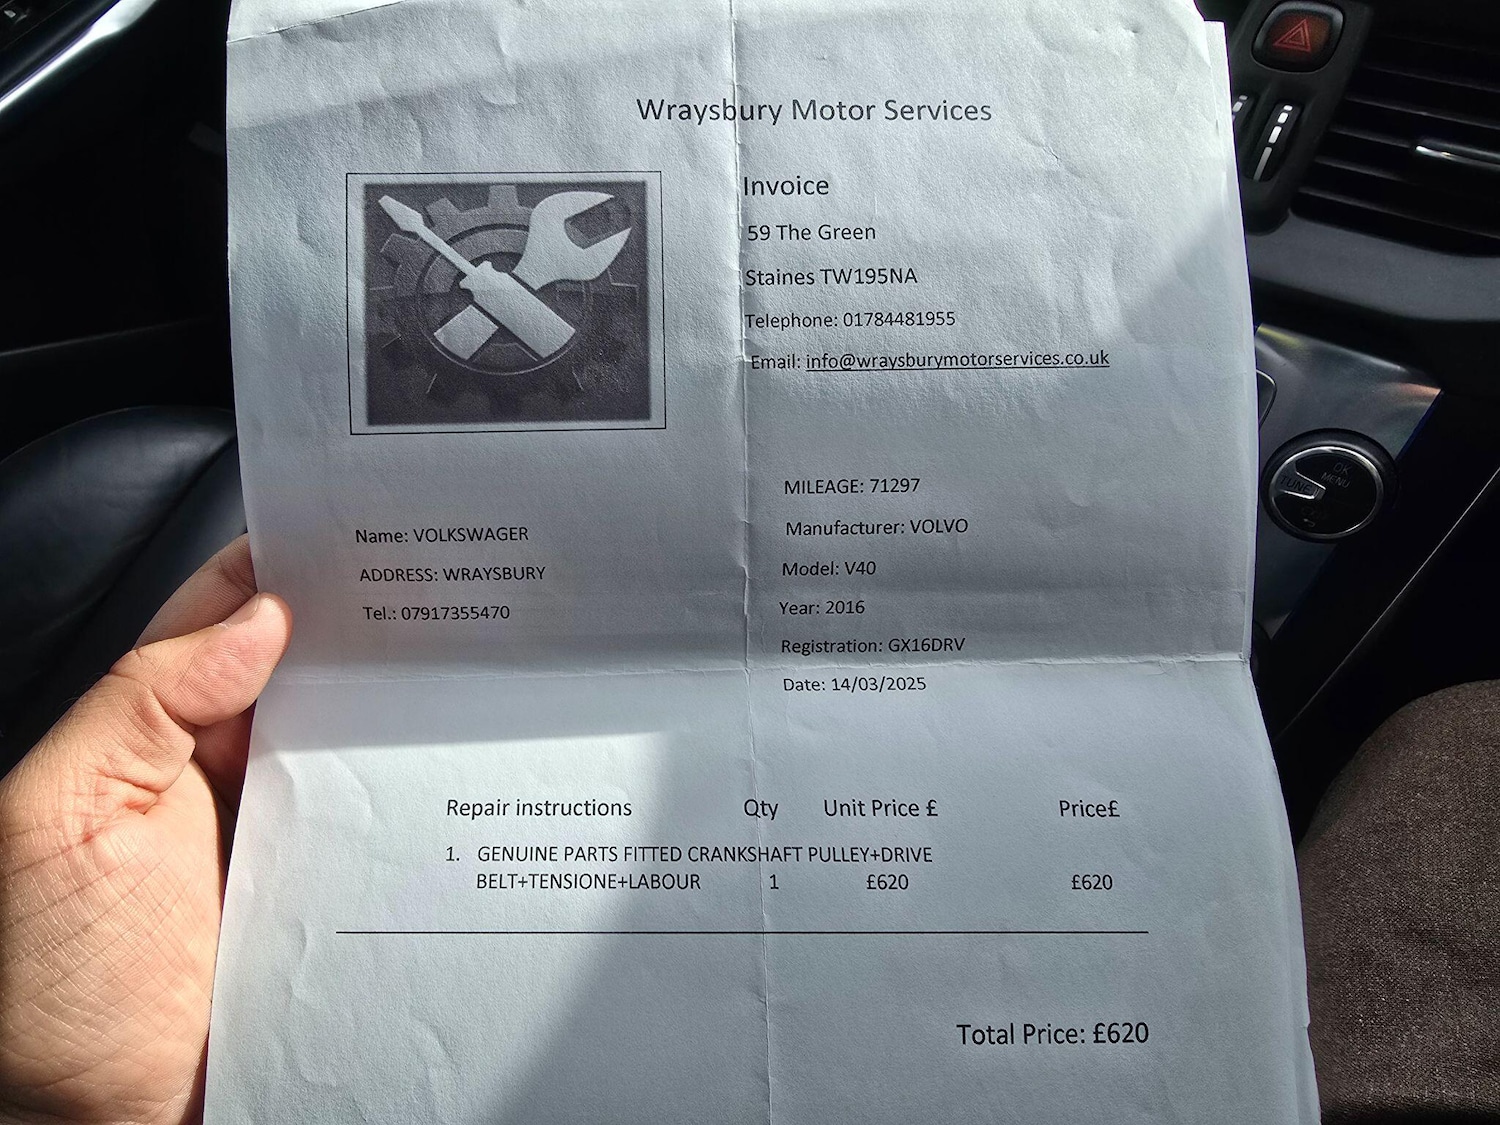 Wraysbury Motor Services
Invoice
59 The Green
Staines TW195NA
Telephone: 01784481955
Email: info@wraysburymotorservices.co.uk
Name: VOLKSWAGER
ADDRESS: WRAYSBURY
Tel.: 07917355470
MILEAGE: 71297
Manufacturer: VOLVO
Model: V40
Year: 2016
Registration: GX16DRV
Date: 14/03/2025
Repair instructions Qty Unit Price £ Price£
1. GENUINE PARTS FITTED CRANKSHAFT PULLEY+DRIVE
BELT+TENSIONE+LABOUR 1 £620 £620
Total Price: £620
OK
MENU
TUNE